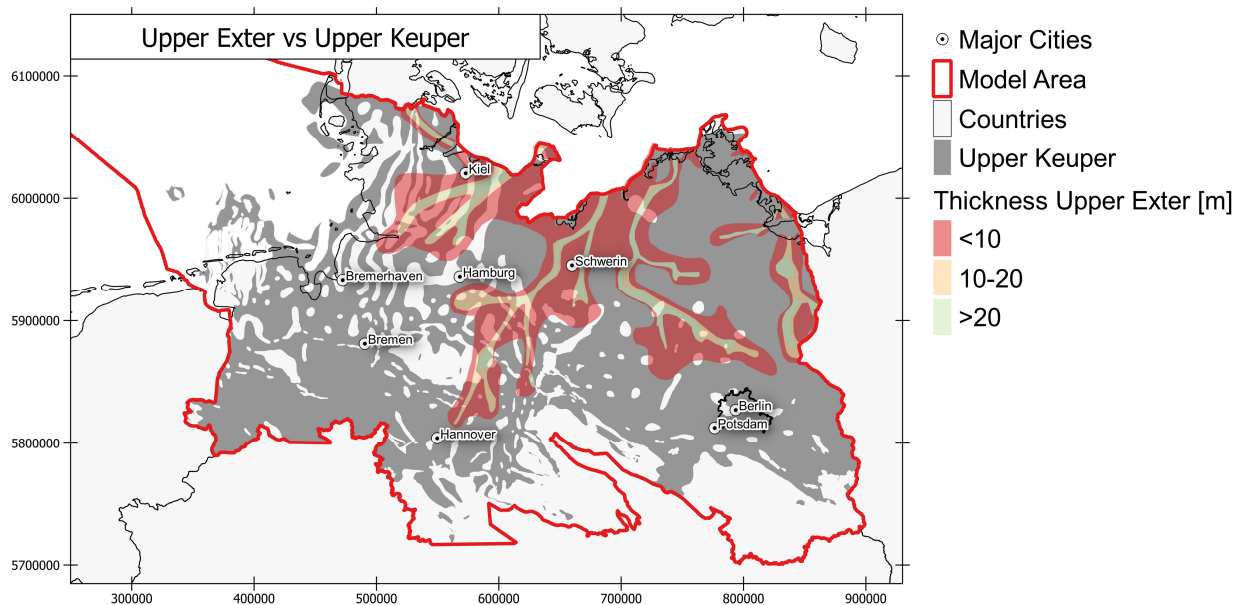 Upper Exter vs Upper Keuper
6100000
6000000
5900000
5800000
5700000
300000
400000
500000
600000
700000
800000
900000
Kiel
Schwerin
Hamburg
Bremerhaven
Bremen
Berlin
Potsdam
Hannover
Major Cities
Model Area
Countries
Upper Keuper
Thickness Upper Exter [m]
<10
10-20
>20